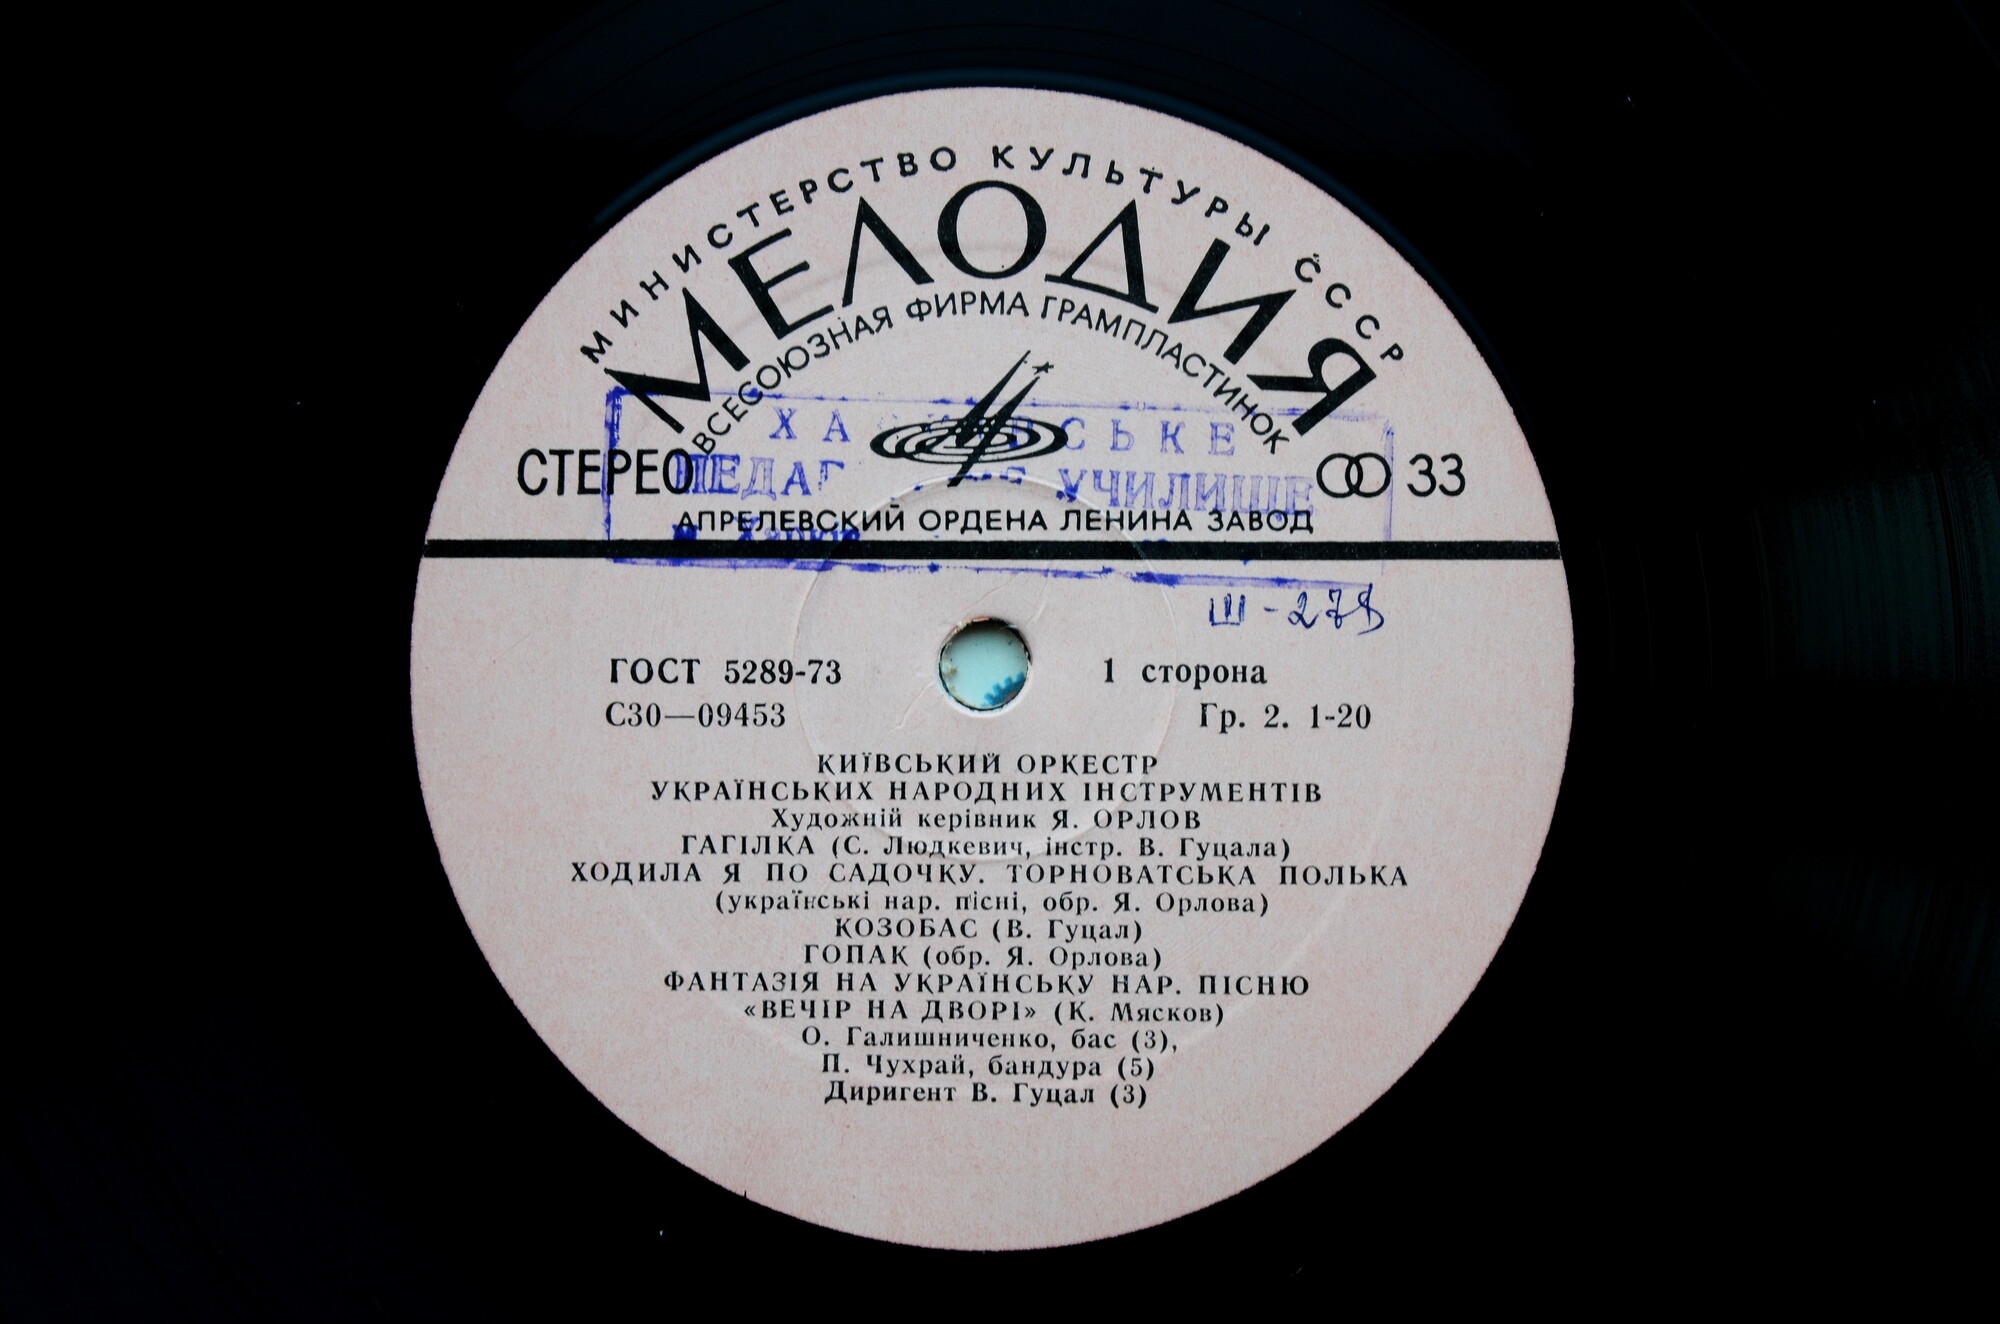 МИНИСТЕРСТВО КУЛЬТУРЫ СССР
МЕЛОДИЯ
ВСЕСОЮЗНАЯ ФИРМА ГРАМПЛАСТИНОК
СТЕРЕО
33
УЧИЛИЩЕ
АПРЕЛЕВСКИЙ ОРДЕНА ЛЕНИНА ЗАВОД
ГОСТ 5289-73
1 сторона
С30—09453
Гр. 2. 1-20
КИЇВСЬКИЙ ОРКЕСТР
УКРАЇНСЬКИХ НАРОДНИХ ІНСТРУМЕНТІВ
Художній керівник Я. ОРЛОВ
ГАГІЛКА (С. Людкевич, інстр. В. Гуцала)
ХОДИЛА Я ПО САДОЧКУ. ТОРНОВАТСЬКА ПОЛЬКА
(українські нар. пісні, обр. Я. Орлова)
КОЗОБАС (В. Гуцал)
ГОПАК (обр. Я. Орлова)
ФАНТАЗІЯ НА УКРАЇНСЬКУ НАР. ПІСНЮ
«ВЕЧІР НА ДВОРІ» (К. Мясков)
О. Галишниченко, бас (3),
П. Чухрай, бандура (5)
Диригент В. Гуцал (3)